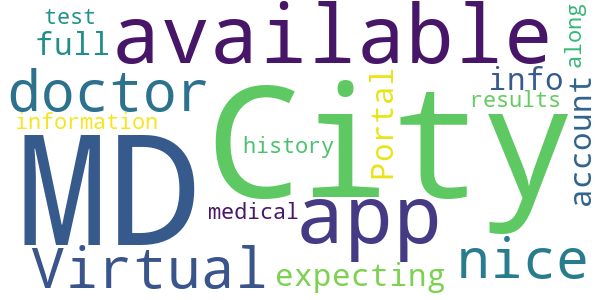 test
available
along
full
doctor
City
info
Portal
results
account
information
MD
history
medical
app
nice
Virtual
expecting